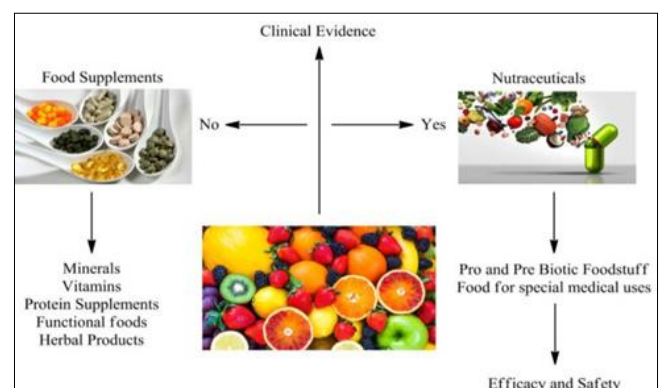 Clinical Evidence
Food Supplements
Nutraceuticals
No
Yes
Minerals
Vitamins
Protein Supplements
Functional foods
Herbal Products
Pro and Pre Biotic Foodstuff
Food for special medical uses
Efficacy and Safety